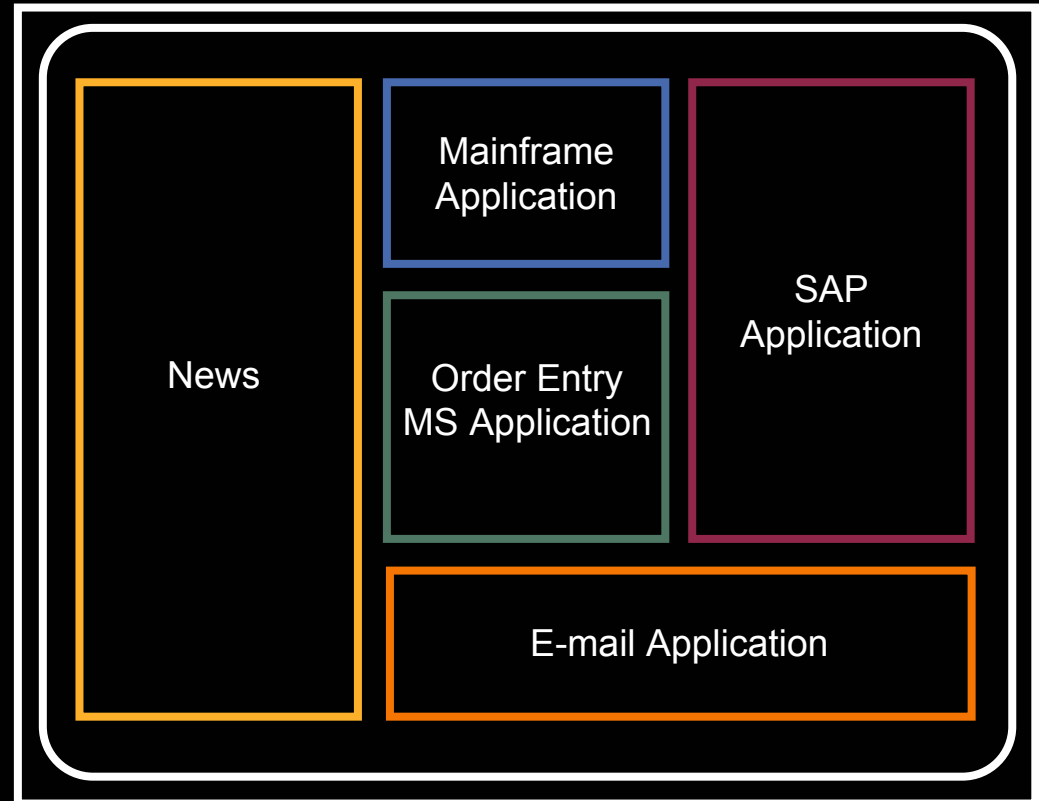 News
Mainframe
Application
Order Entry
MS Application
SAP
Application
E-mail Application